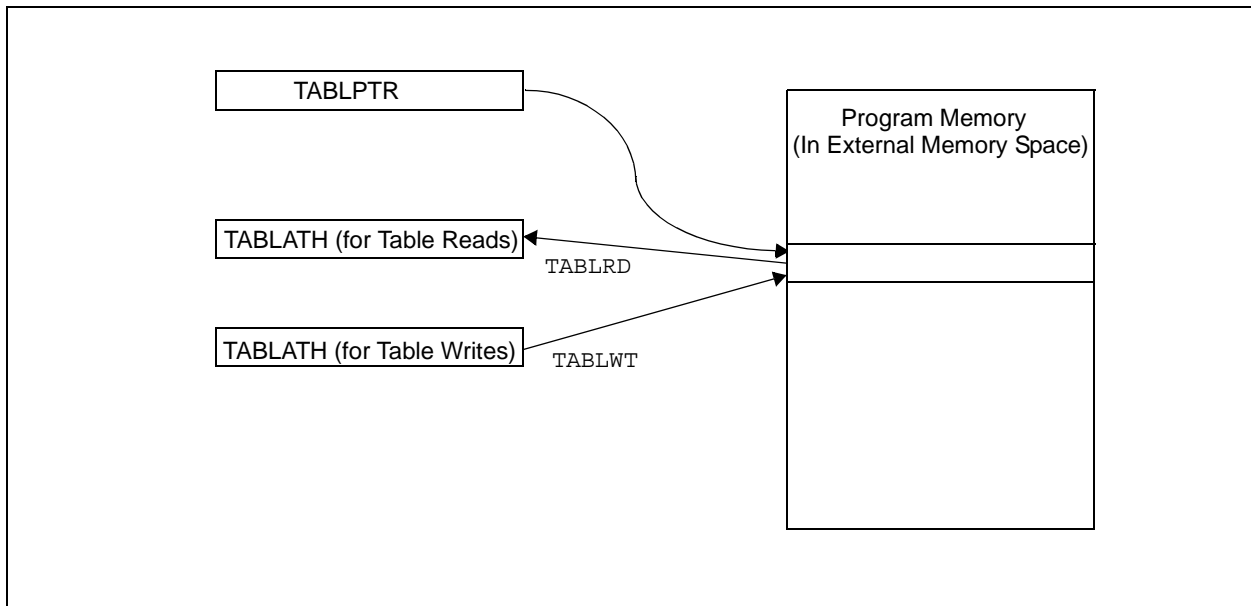 TABLPTR
Program Memory
(In External Memory Space)
TABLATH (for Table Reads)
TABLRD
TABLATH (for Table Writes)
TABLWT